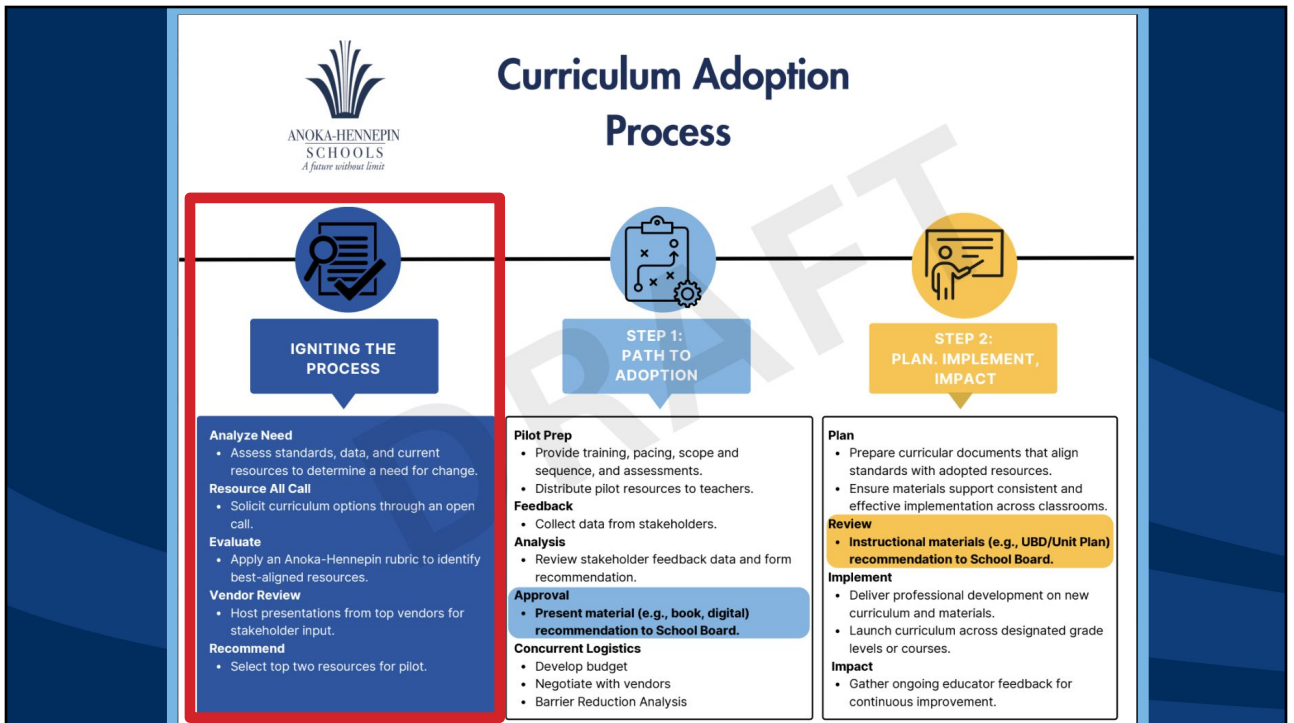 Curriculum Adoption
Process
ANOKA-HENNEPIN
SCHOOLS
A future without limit
DRAFT
IGNITING THE
PROCESS
Analyze Need
• Assess standards, data, and current
resources to determine a need for change.
Resource All Call
• Solicit curriculum options through an open
call.
Evaluate
• Apply an Anoka-Hennepin rubric to identify
best-aligned resources.
Vendor Review
• Host presentations from top vendors for
stakeholder input.
Recommend
• Select top two resources for pilot.
STEP 1:
PATH TO
ADOPTION
Pilot Prep
• Provide training, pacing, scope and
sequence, and assessments.
• Distribute pilot resources to teachers.
Feedback
• Collect data from stakeholders.
Analysis
• Review stakeholder feedback data and form
recommendation.
Approval
• Present material (e.g., book, digital)
recommendation to School Board.
Concurrent Logistics
• Develop budget
• Negotiate with vendors
• Barrier Reduction Analysis
STEP 2:
PLAN. IMPLEMENT,
IMPACT
Plan
• Prepare curricular documents that align
standards with adopted resources.
• Ensure materials support consistent and
effective implementation across classrooms.
Review
• Instructional materials (e.g., UBD/Unit Plan)
recommendation to School Board.
Implement
• Deliver professional development on new
curriculum and materials.
• Launch curriculum across designated grade
levels or courses.
Impact
• Gather ongoing educator feedback for
continuous improvement.